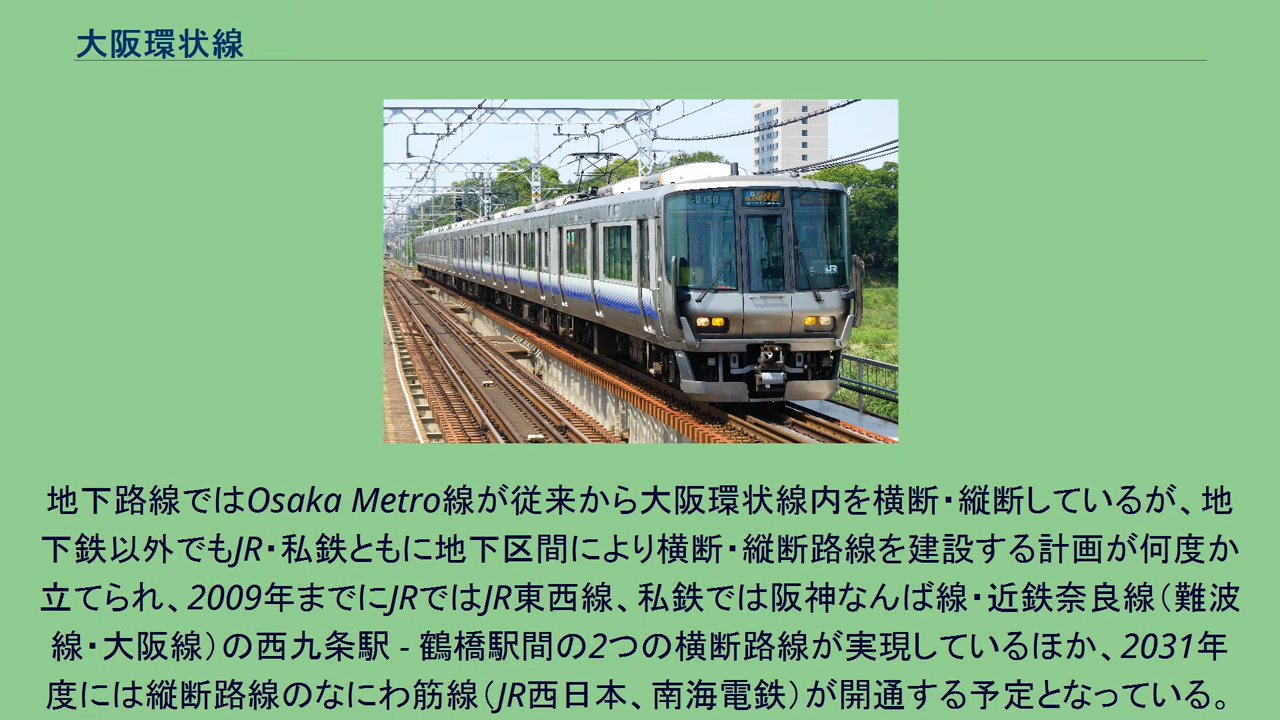 大阪環状線
快速
JR
地下路線ではOsaka Metro線が従来から大阪環状線内を横断・縦断しているが、地
下鉄以外でもJR・私鉄ともに地下区間により横断・縦断路線を建設する計画が何度か
立てられ、2009年までにJRではJR東西線、私鉄では阪神なんば線・近鉄奈良線（難波
線・大阪線）の西九条駅 - 鶴橋駅間の2つの横断路線が実現しているほか、2031年
度には縦断路線のなにわ筋線（JR西日本、南海電鉄）が開通する予定となっている。